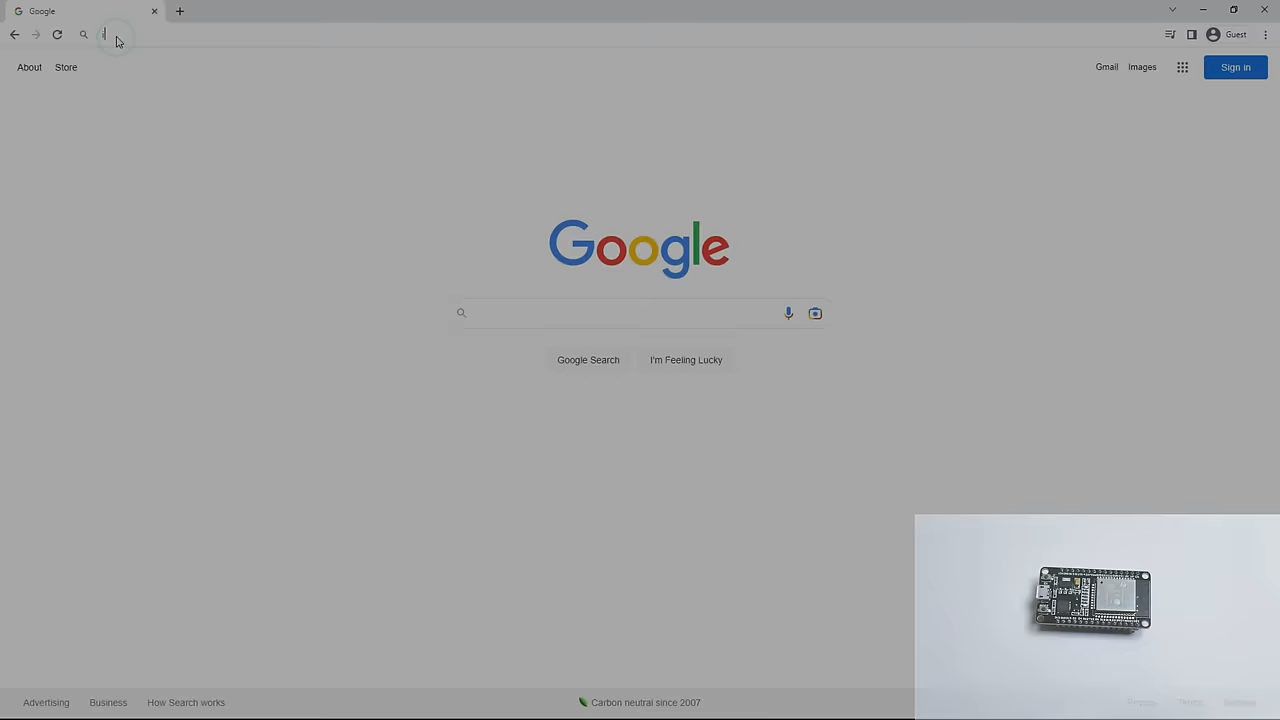 Google
Guest
About Store
Gmail Images Sign in
Google
Google Search I'm Feeling Lucky
Advertising Business How Search works
Carbon neutral since 2007